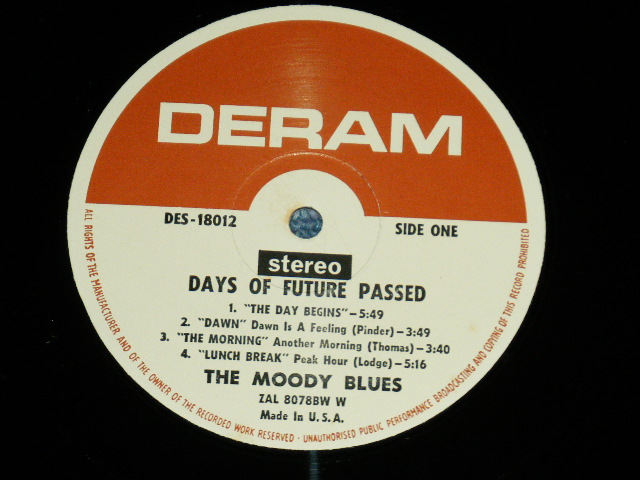 DERAM
DES-18012
SIDE ONE
stereo
DAYS OF FUTURE PASSED
1. "THE DAY BEGINS"—5:49
2. "DAWN" Dawn Is A Feeling (Pinder)—3:49
3. "THE MORNING" Another Morning (Thomas)—3:40
4. "LUNCH BREAK" Peak Hour (Lodge)—5:16
THE MOODY BLUES
ZAL 8078BW W
Made In U.S.A.
ALL RIGHTS OF THE MANUFACTURER AND OF THE OWNER OF THE RECORDED WORK RESERVED · UNAUTHORISED PUBLIC PERFORMANCE BROADCASTING AND COPYING OF THIS RECORD PROHIBITED